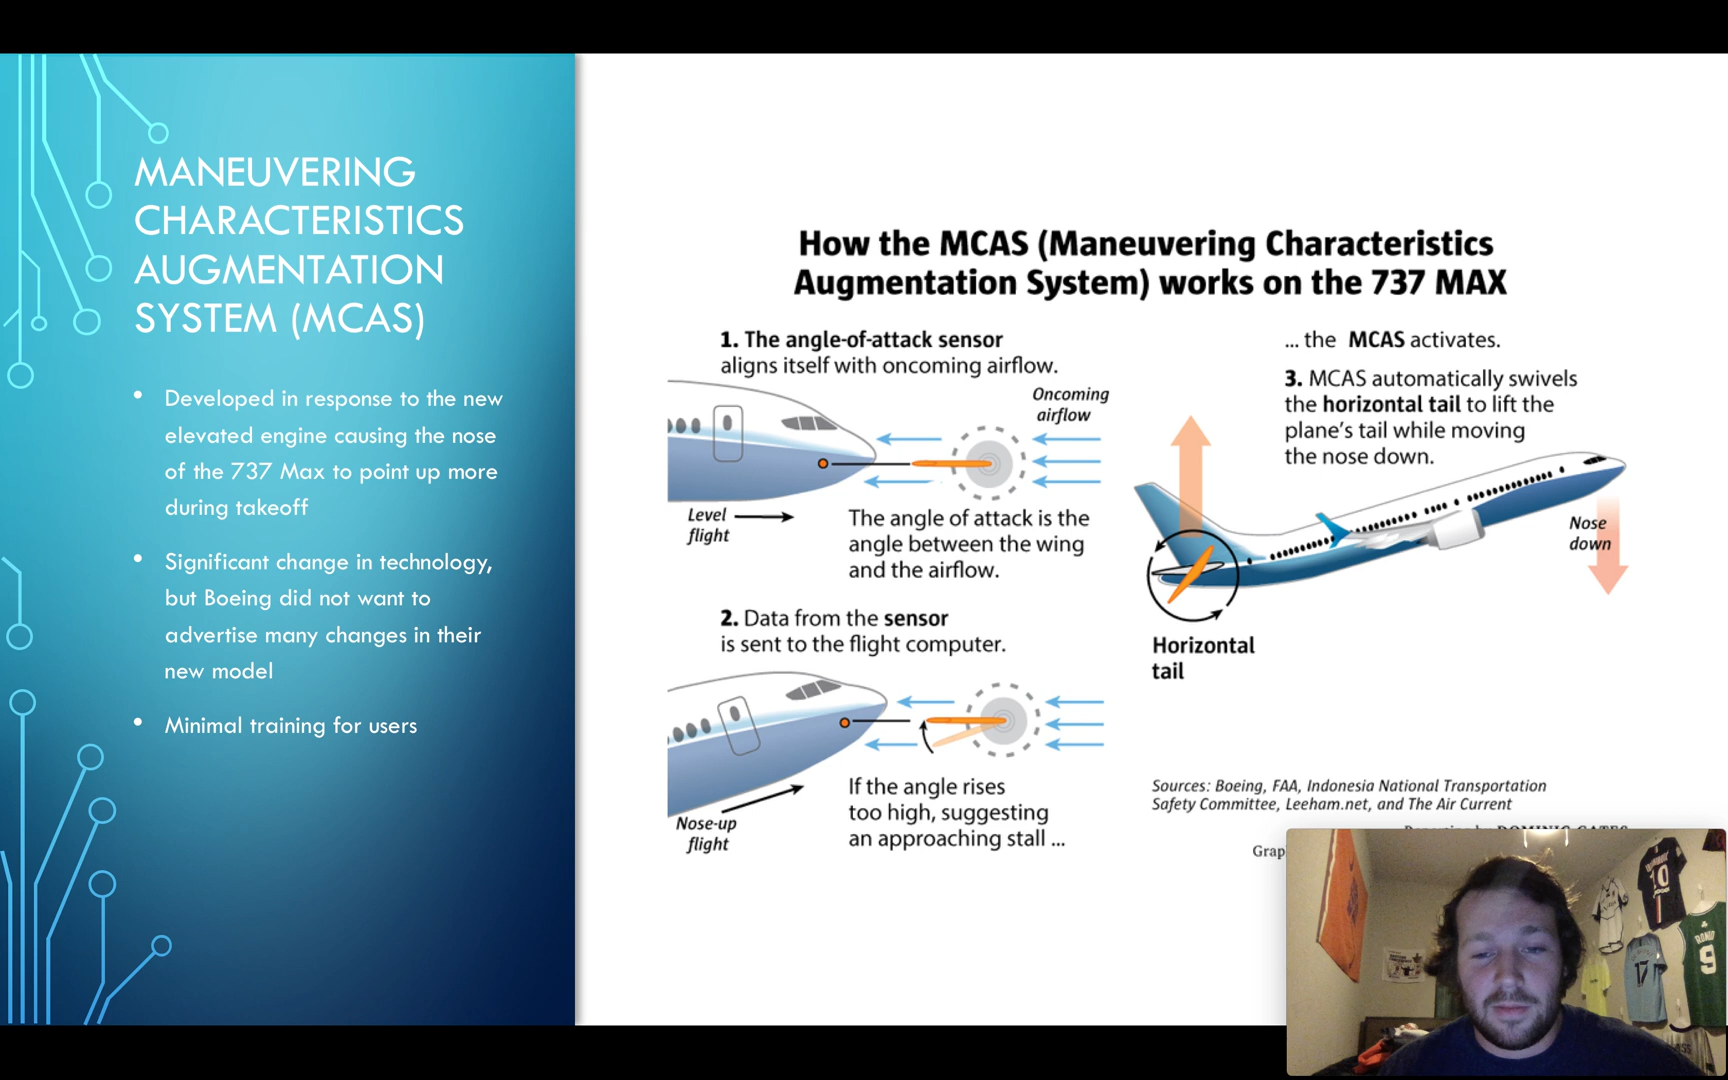 MANEUVERING
CHARACTERISTICS
AUGMENTATION
SYSTEM (MCAS)
• Developed in response to the new
elevated engine causing the nose
of the 737 Max to point up more
during takeoff
• Significant change in technology,
but Boeing did not want to
advertise many changes in their
new model
• Minimal training for users
How the MCAS (Maneuvering Characteristics
Augmentation System) works on the 737 MAX
1. The angle-of-attack sensor
aligns itself with oncoming airflow.
Oncoming
airflow
Level
flight
The angle of attack is the
angle between the wing
and the airflow.
2. Data from the sensor
is sent to the flight computer.
Nose-up
flight
If the angle rises
too high, suggesting
an approaching stall ...
... the MCAS activates.
3. MCAS automatically swivels
the horizontal tail to lift the
plane's tail while moving
the nose down.
Nose
down
Horizontal
tail
Sources: Boeing, FAA, Indonesia National Transportation
Safety Committee, Leeham.net, and The Air Current
Grap
10
17
9